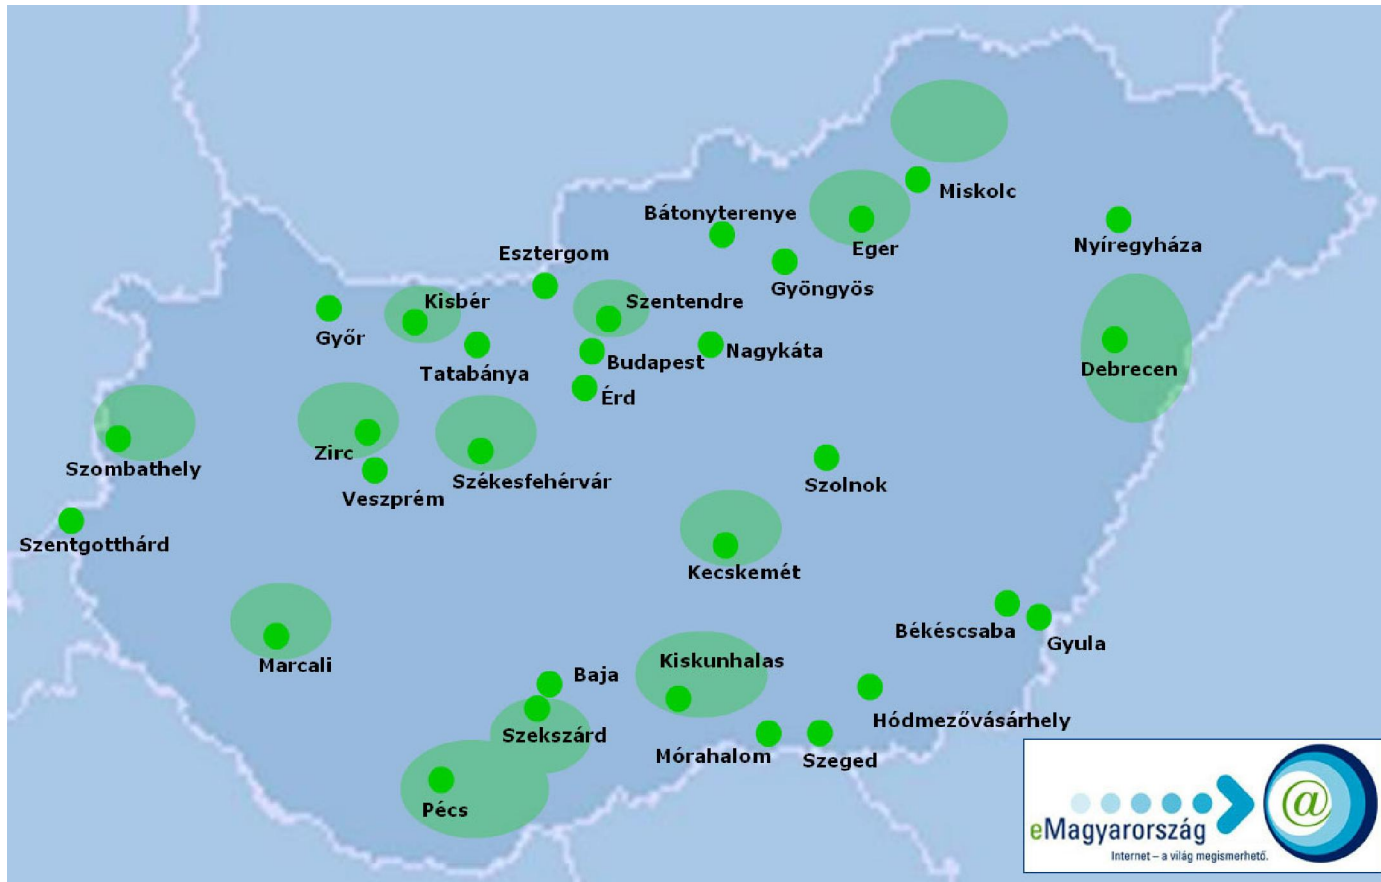 Miskolc
Bátonyterenye
Nyíregyháza
Eger
Esztergom
Gyöngyös
Kisbér
Szentendre
Győr
Nagykáta
Budapest
Tatabánya
Debrecen
Érd
Zirc
Szombathely
Székesfehérvár
Szolnok
Veszprém
Szentgotthárd
Kecskemét
Békéscsaba
Gyula
Marcali
Kiskunhalas
Baja
Hódmezővásárhely
Szekszárd
Mórahalom
Szeged
Pécs
@
eMagyarország
Internet – a világ megismerhető.